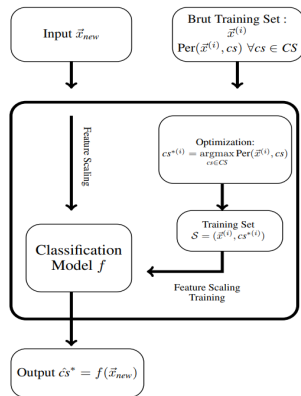 Input $\vec{x}_{new}$
Brut Training Set :
$\vec{x}^{(i)}$
Per($\vec{x}^{(i)}, cs$) $\forall cs \in CS$
Feature Scaling
Optimization:
$cs^{*(i)} = \underset{cs \in CS}{\mathrm{argmax}}\, \mathrm{Per}(\vec{x}^{(i)}, cs)$
Training Set
$\mathcal{S} = (\vec{x}^{(i)}, cs^{*(i)})$
Classification
Model $f$
Feature Scaling
Training
Output $\hat{cs}^* = f(\vec{x}_{new})$